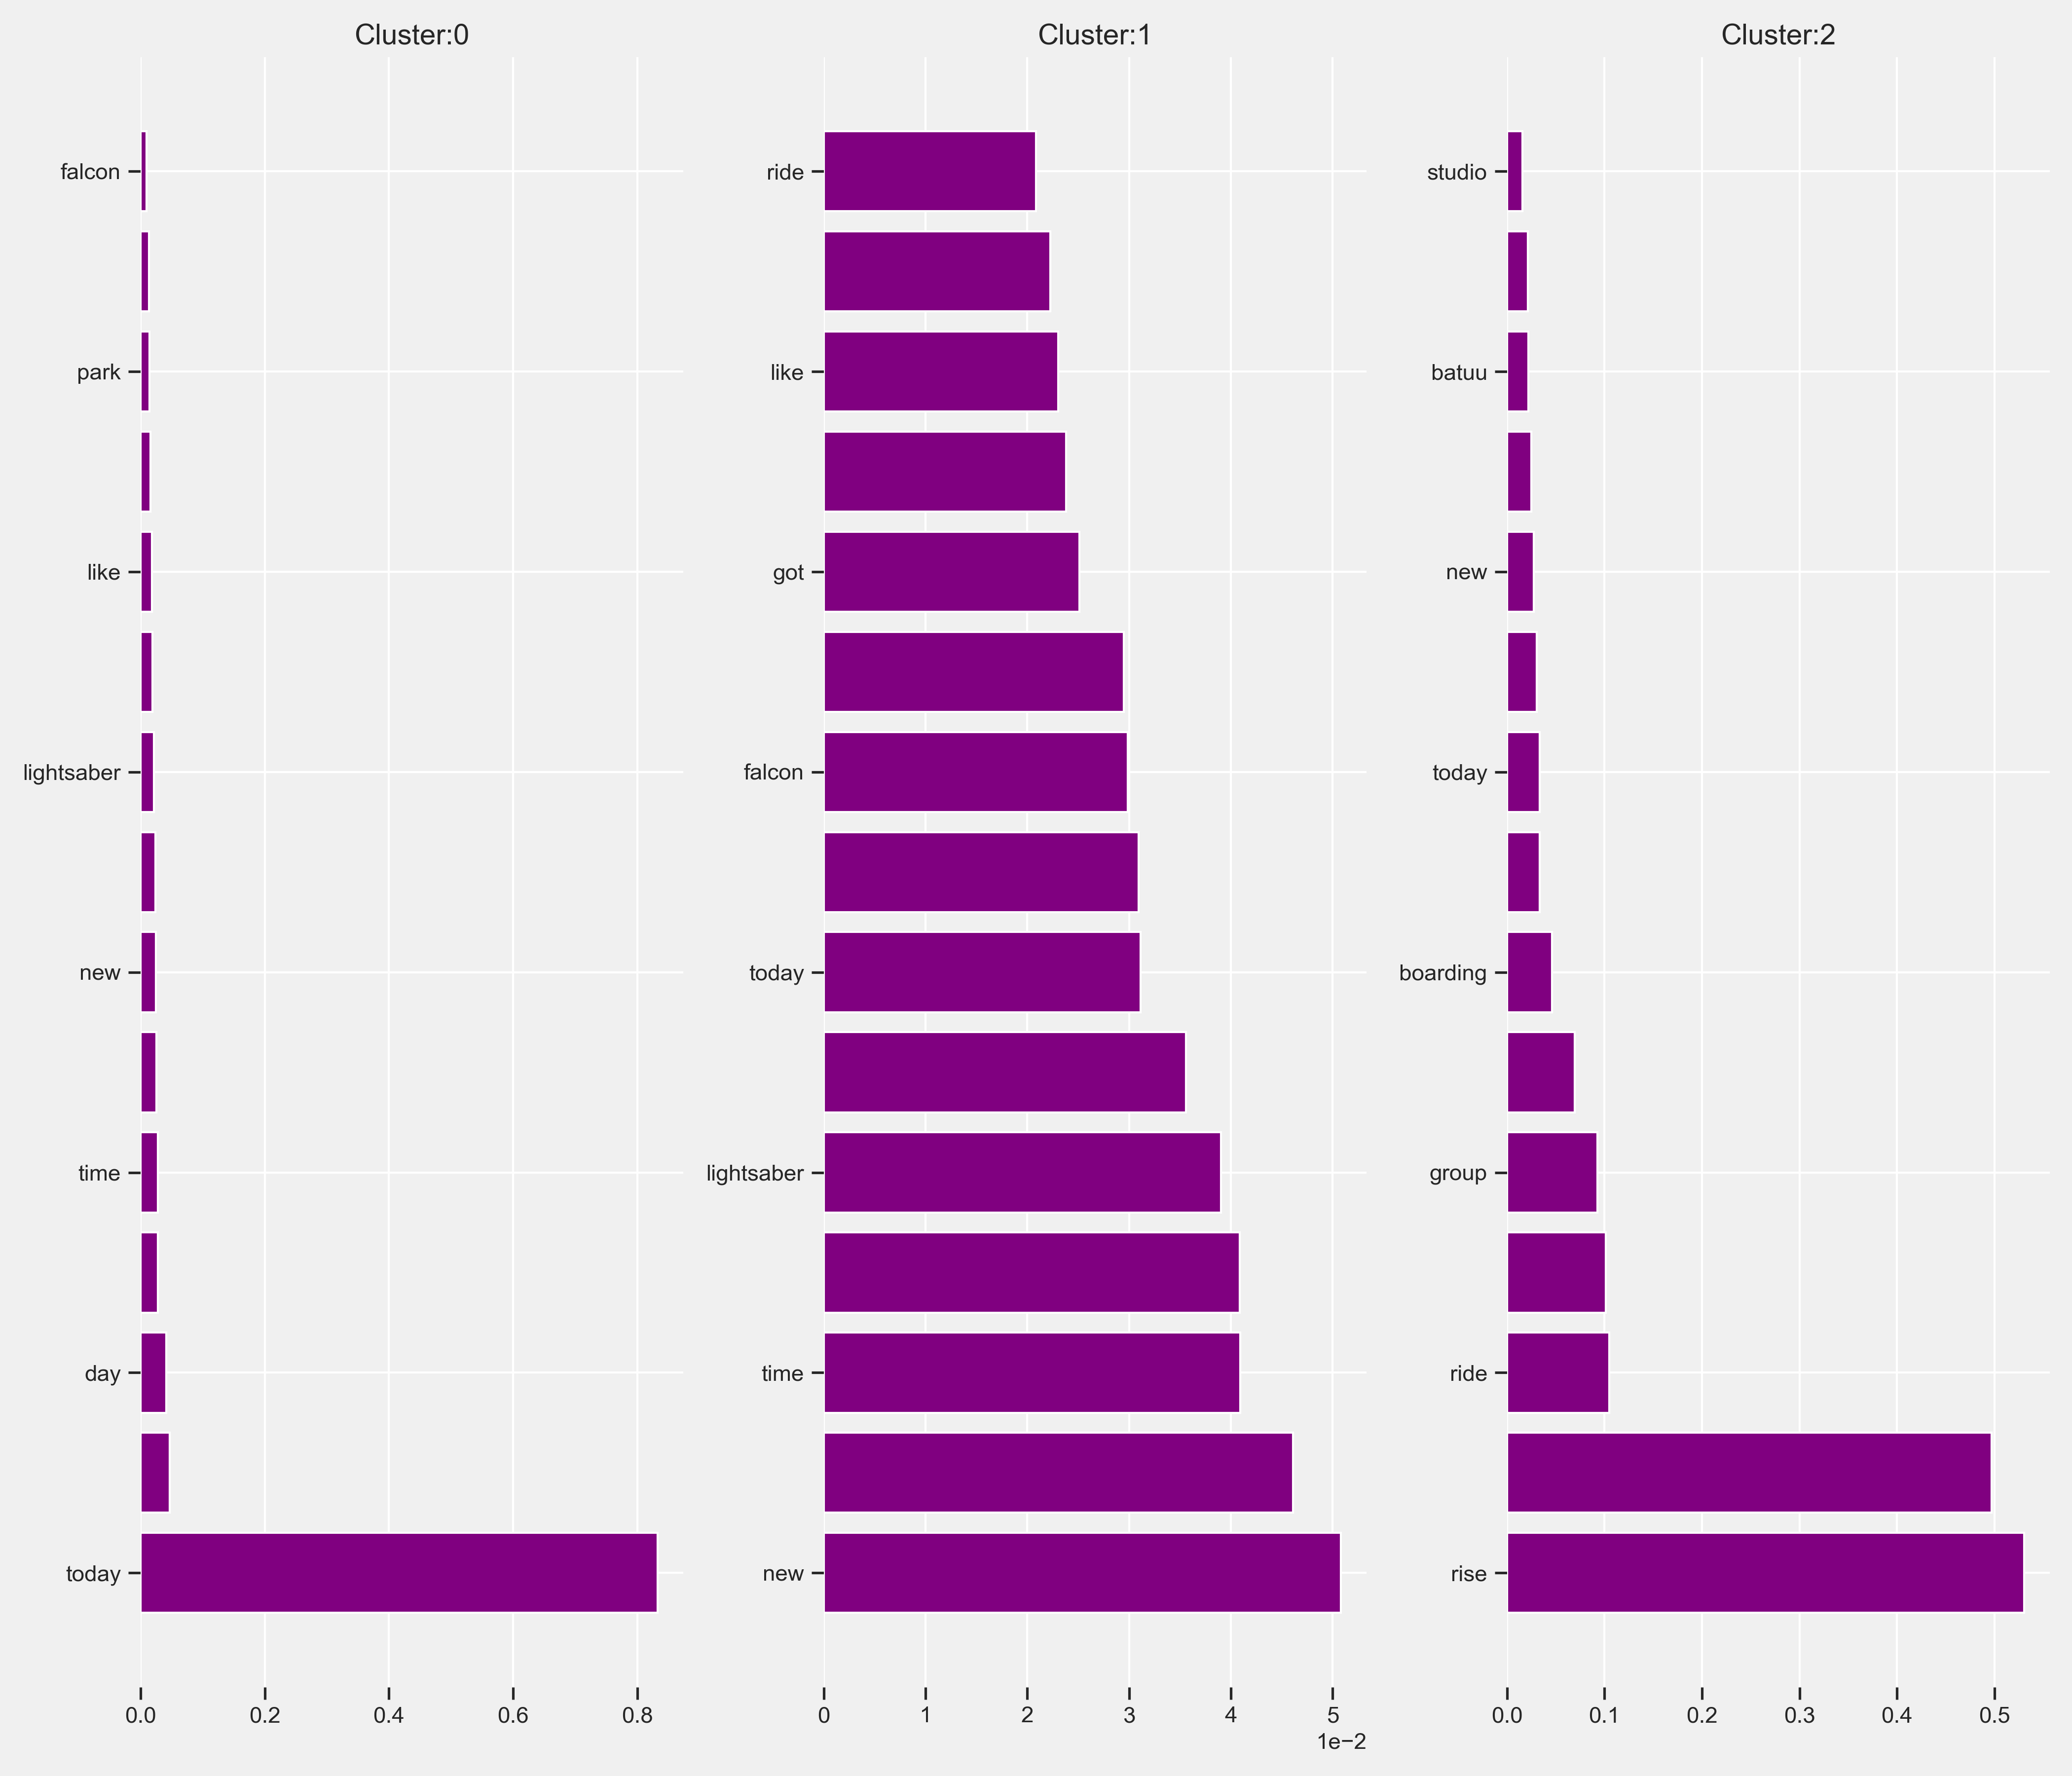 Cluster:0
falcon
park
like
lightsaber
new
time
day
today
0.0 0.2 0.4 0.6 0.8
Cluster:1
ride
like
got
falcon
today
lightsaber
time
new
0 1 2 3 4 5
1e−2
Cluster:2
studio
batuu
new
today
boarding
group
ride
rise
0.0 0.1 0.2 0.3 0.4 0.5